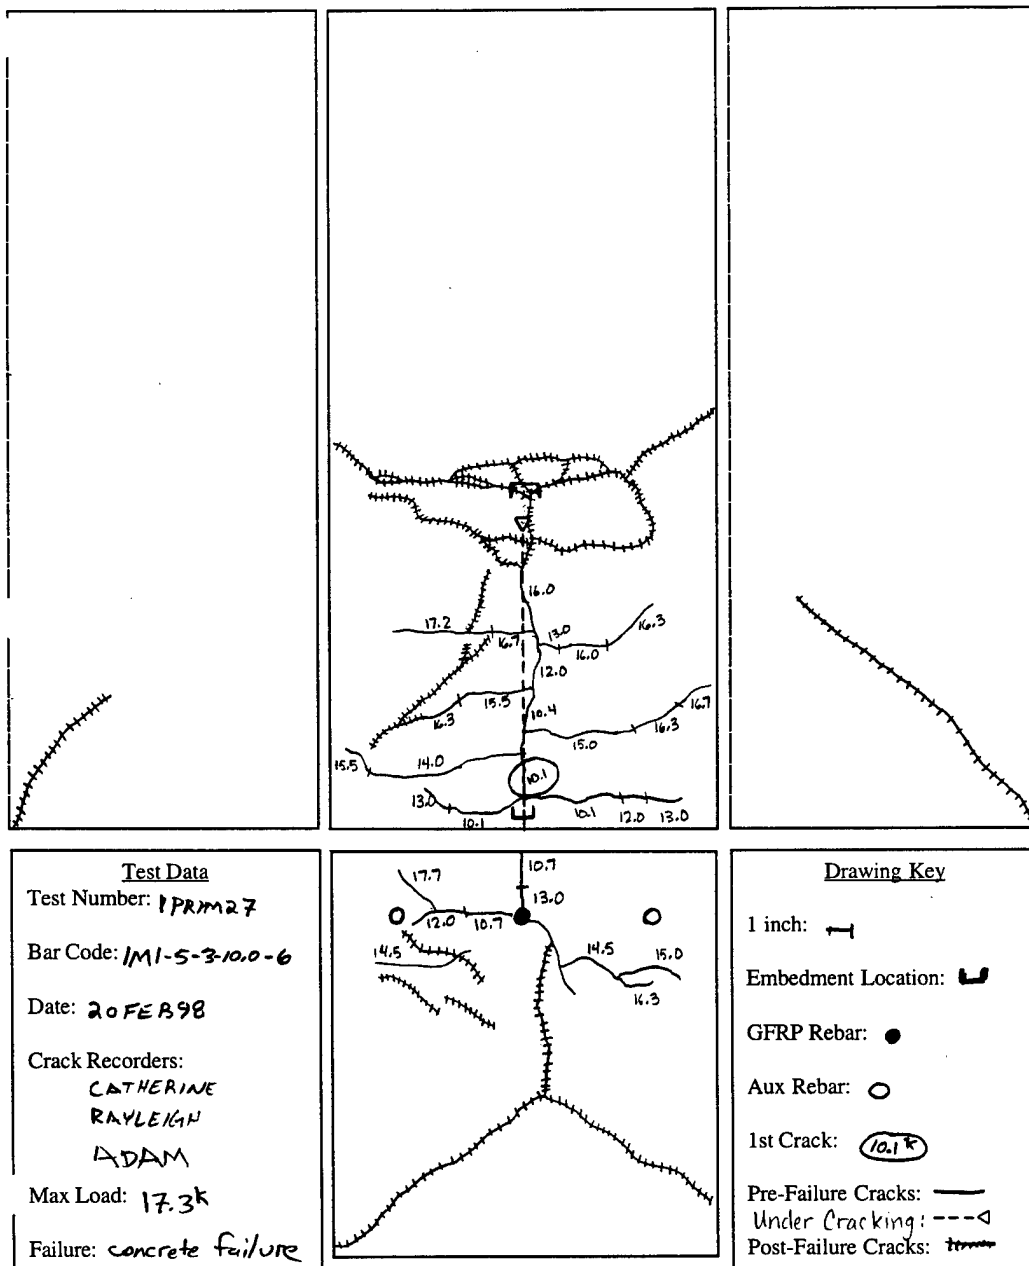 16.0
17.2
16.7
13.0
16.0
16.3
12.0
15.5
16.3
10.4
15.0
16.3
16.7
15.5
14.0
10.1
13.0
10.1
10.1
12.0
13.0
Test Data
Test Number: 1PRIM27
Bar Code: 1M1-5-3-10.0-6
Date: 20FEB98
Crack Recorders:
CATHERINE
RAYLEIGH
ADAM
Max Load: 17.3k
Failure: concrete failure
10.7
17.7
13.0
12.0
10.7
14.5
14.5
15.0
16.3
Drawing Key
1 inch:
Embedment Location:
GFRP Rebar:
Aux Rebar:
1st Crack: 10.1k
Pre-Failure Cracks:
Under Cracking:
Post-Failure Cracks: